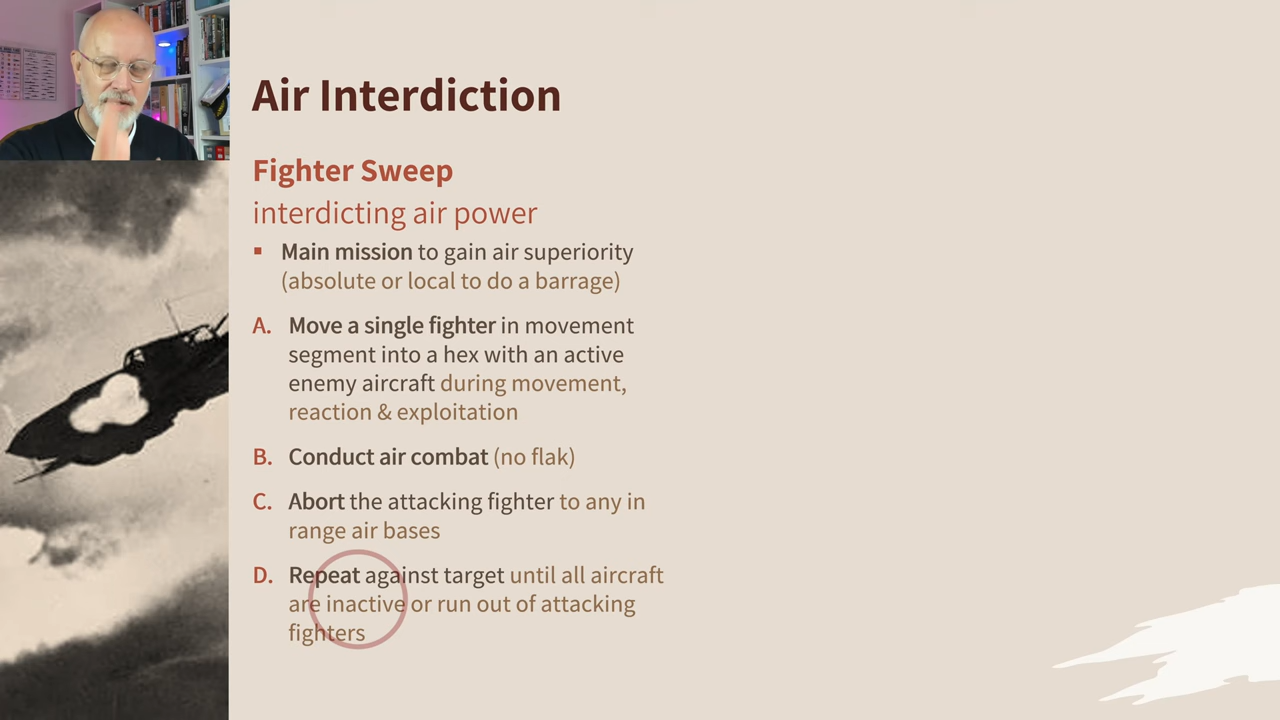 Air Interdiction
Fighter Sweep
interdicting air power
▪ Main mission to gain air superiority
(absolute or local to do a barrage)
A. Move a single fighter in movement
segment into a hex with an active
enemy aircraft during movement,
reaction & exploitation
B. Conduct air combat (no flak)
C. Abort the attacking fighter to any in
range air bases
D. Repeat against target until all aircraft
are inactive or run out of attacking
fighters